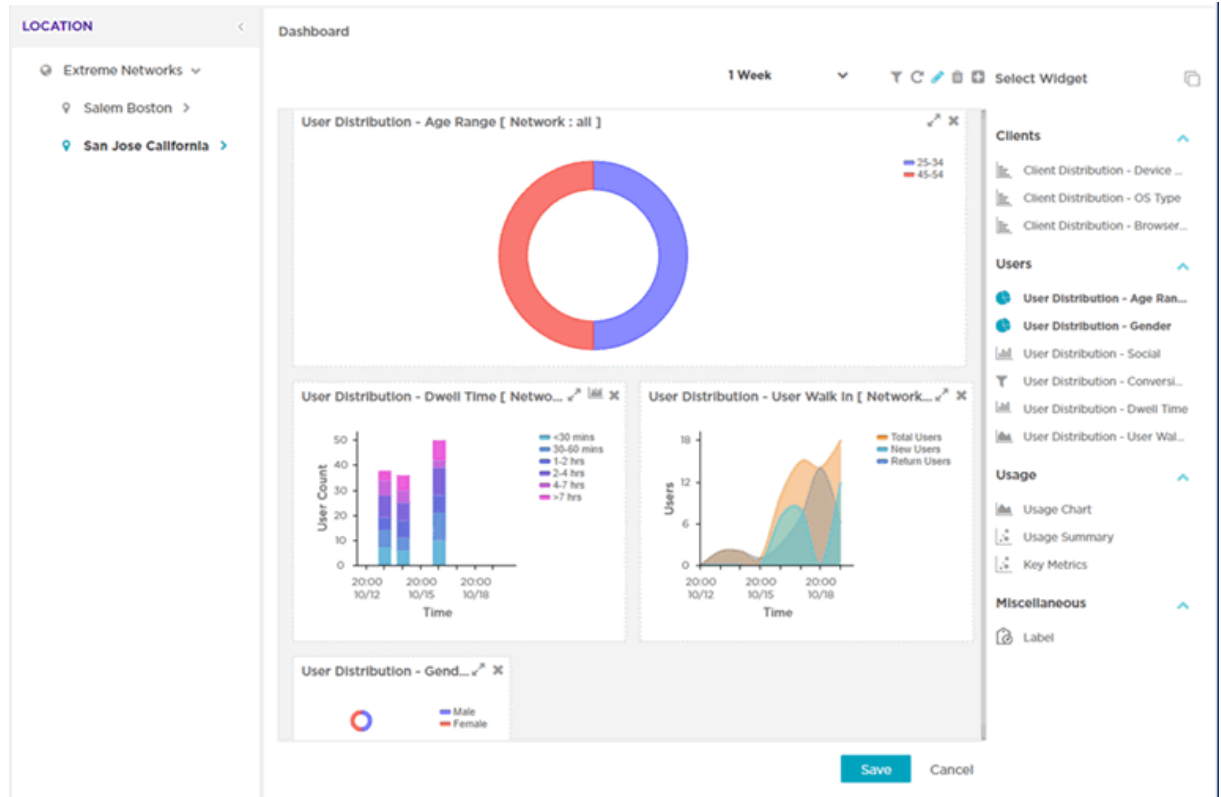 LOCATION
Extreme Networks
Salem Boston
San Jose California
Dashboard
1 Week
Select Widget
User Distribution - Age Range [ Network : all ]
25-34
45-54
User Distribution - Dwell Time [ Netwo...
<30 mins
30-60 mins
1-2 hrs
2-4 hrs
4-7 hrs
>7 hrs
User Count
50
40
30
20
10
0
20:00 20:00 20:00
10/12 10/15 10/18
Time
User Distribution - User Walk In [ Network...
Total Users
New Users
Return Users
Users
18
12
6
0
20:00 20:00 20:00
10/12 10/15 10/18
Time
User Distribution - Gend...
Male
Female
Clients
Client Distribution - Device ...
Client Distribution - OS Type
Client Distribution - Browser...
Users
User Distribution - Age Ran...
User Distribution - Gender
User Distribution - Social
User Distribution - Conversi...
User Distribution - Dwell Time
User Distribution - User Wal...
Usage
Usage Chart
Usage Summary
Key Metrics
Miscellaneous
Label
Save
Cancel